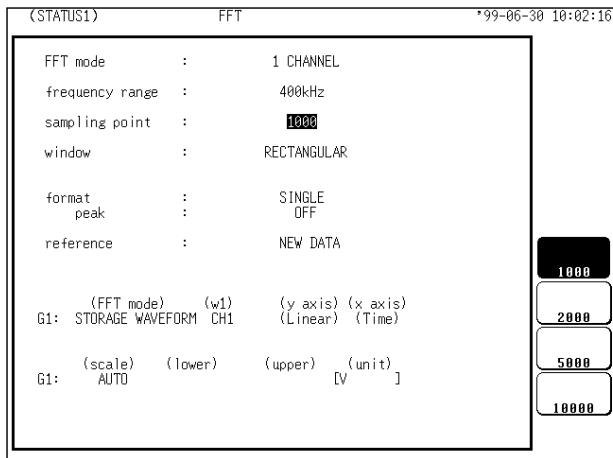 (STATUS1) FFT '99-06-30 10:02:16
FFT mode : 1 CHANNEL
frequency range : 400kHz
sampling point : 1000
window : RECTANGULAR
format : SINGLE
peak : OFF
reference : NEW DATA
(FFT mode) (w1) (y axis) (x axis)
G1: STORAGE WAVEFORM CH1 (Linear) (Time)
(scale) (lower) (upper) (unit)
G1: AUTO [V ]
1000
2000
5000
10000